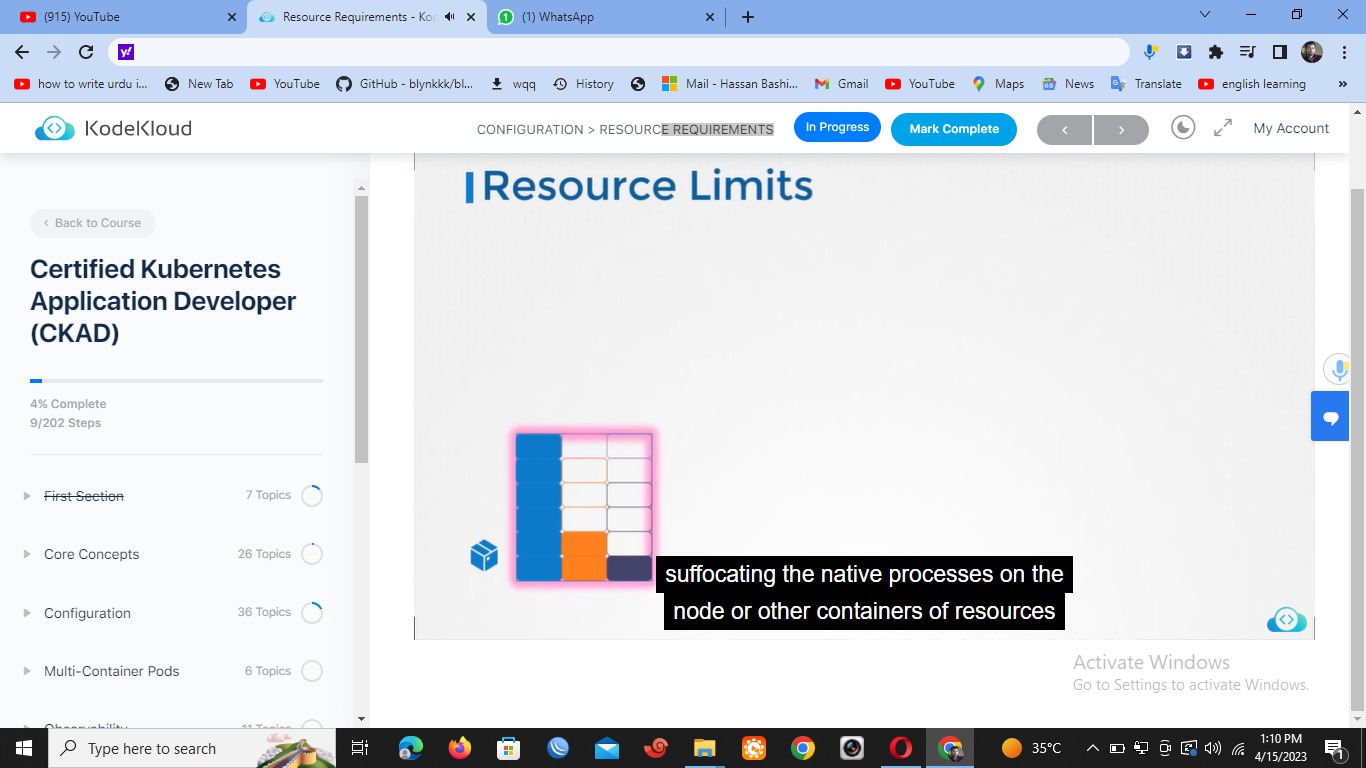 (915) YouTube
Resource Requirements - Ko
(1) WhatsApp
how to write urdu i...
New Tab
YouTube
GitHub - blynkkk/bl...
wqq
History
Mail - Hassan Bashi...
Gmail
YouTube
Maps
News
Translate
english learning
»
KodeKloud
CONFIGURATION > RESOURCE REQUIREMENTS
In Progress
Mark Complete
My Account
Back to Course
Certified Kubernetes
Application Developer
(CKAD)
4% Complete
9/202 Steps
First Section
7 Topics
Core Concepts
26 Topics
Configuration
36 Topics
Multi-Container Pods
6 Topics
Observability
11 Topics
Resource Limits
suffocating the native processes on the
node or other containers of resources
Activate Windows
Go to Settings to activate Windows.
Type here to search
35°C
1:10 PM
4/15/2023
1